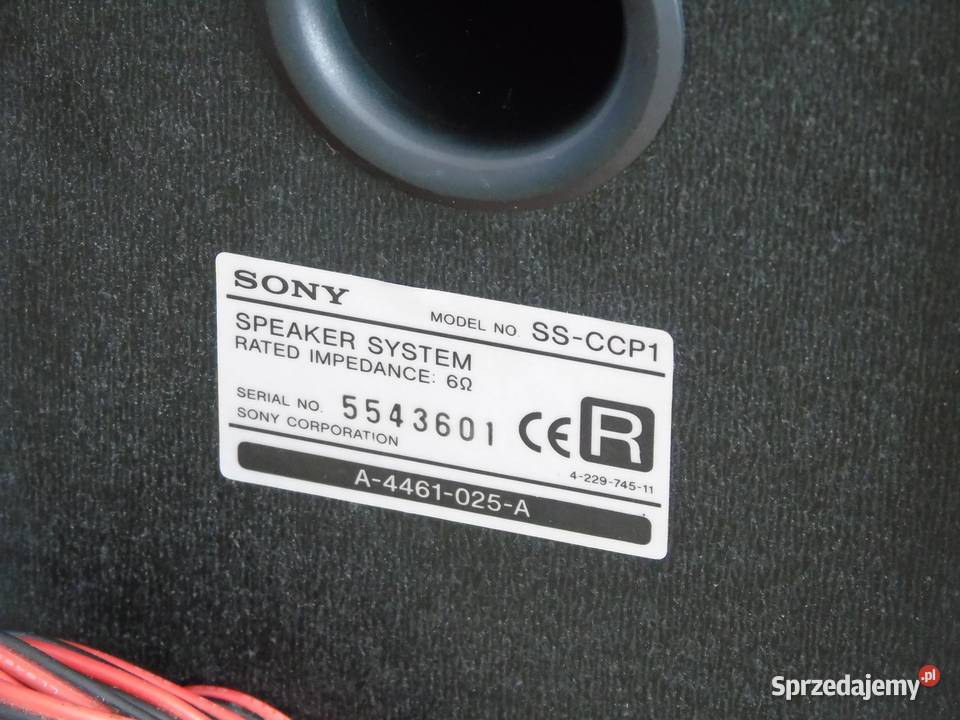 SONY
MODEL NO. SS-CCP1
SPEAKER SYSTEM
RATED IMPEDANCE: 6Ω
SERIAL NO. 5543601
SONY CORPORATION
CE R
4-229-745-11
A-4461-025-A
Sprzedajemy.pl